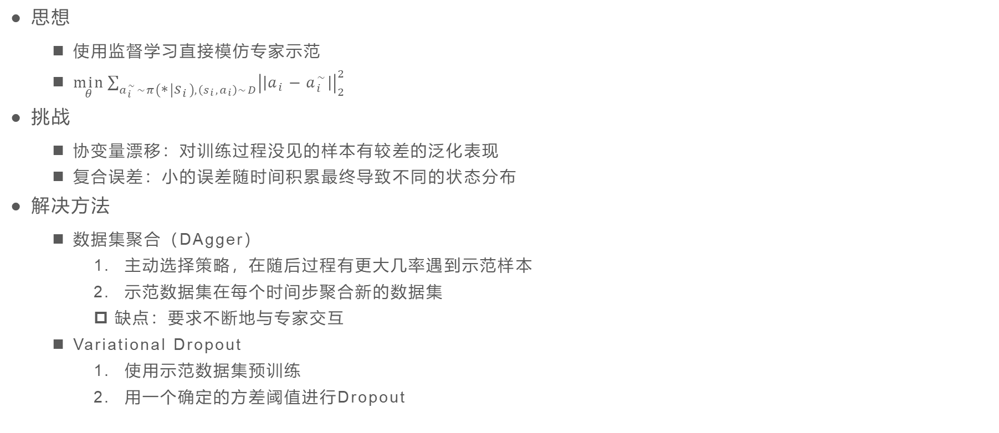 ● 思想
■ 使用监督学习直接模仿专家示范
■ $\min\limits_{\theta} \sum_{a_i^{\sim} \sim \pi(*|S_i),(s_i,a_i)\sim D} \left||a_i - a_i^{\sim}|\right|_2^2$
● 挑战
■ 协变量漂移：对训练过程没见的样本有较差的泛化表现
■ 复合误差：小的误差随时间积累最终导致不同的状态分布
● 解决方法
■ 数据集聚合（DAgger）
1. 主动选择策略，在随后过程有更大几率遇到示范样本
2. 示范数据集在每个时间步聚合新的数据集
□ 缺点：要求不断地与专家交互
■ Variational Dropout
1. 使用示范数据集预训练
2. 用一个确定的方差阈值进行Dropout